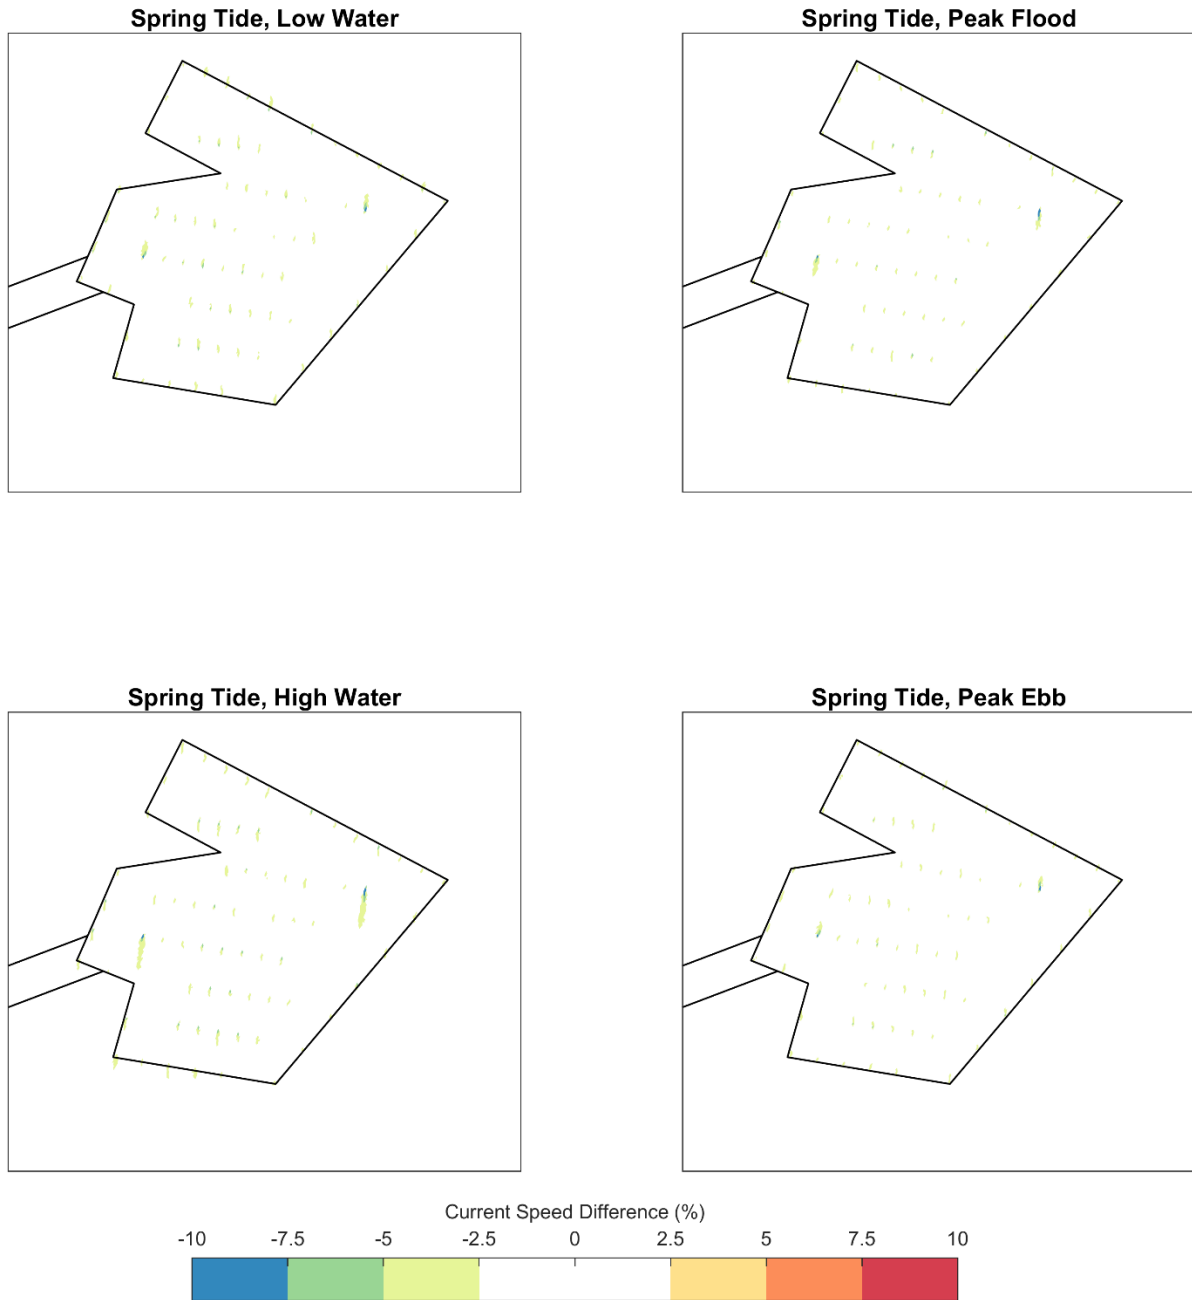 Spring Tide, Low Water
Spring Tide, Peak Flood
Spring Tide, High Water
Spring Tide, Peak Ebb
Current Speed Difference (%)
-10 -7.5 -5 -2.5 0 2.5 5 7.5 10